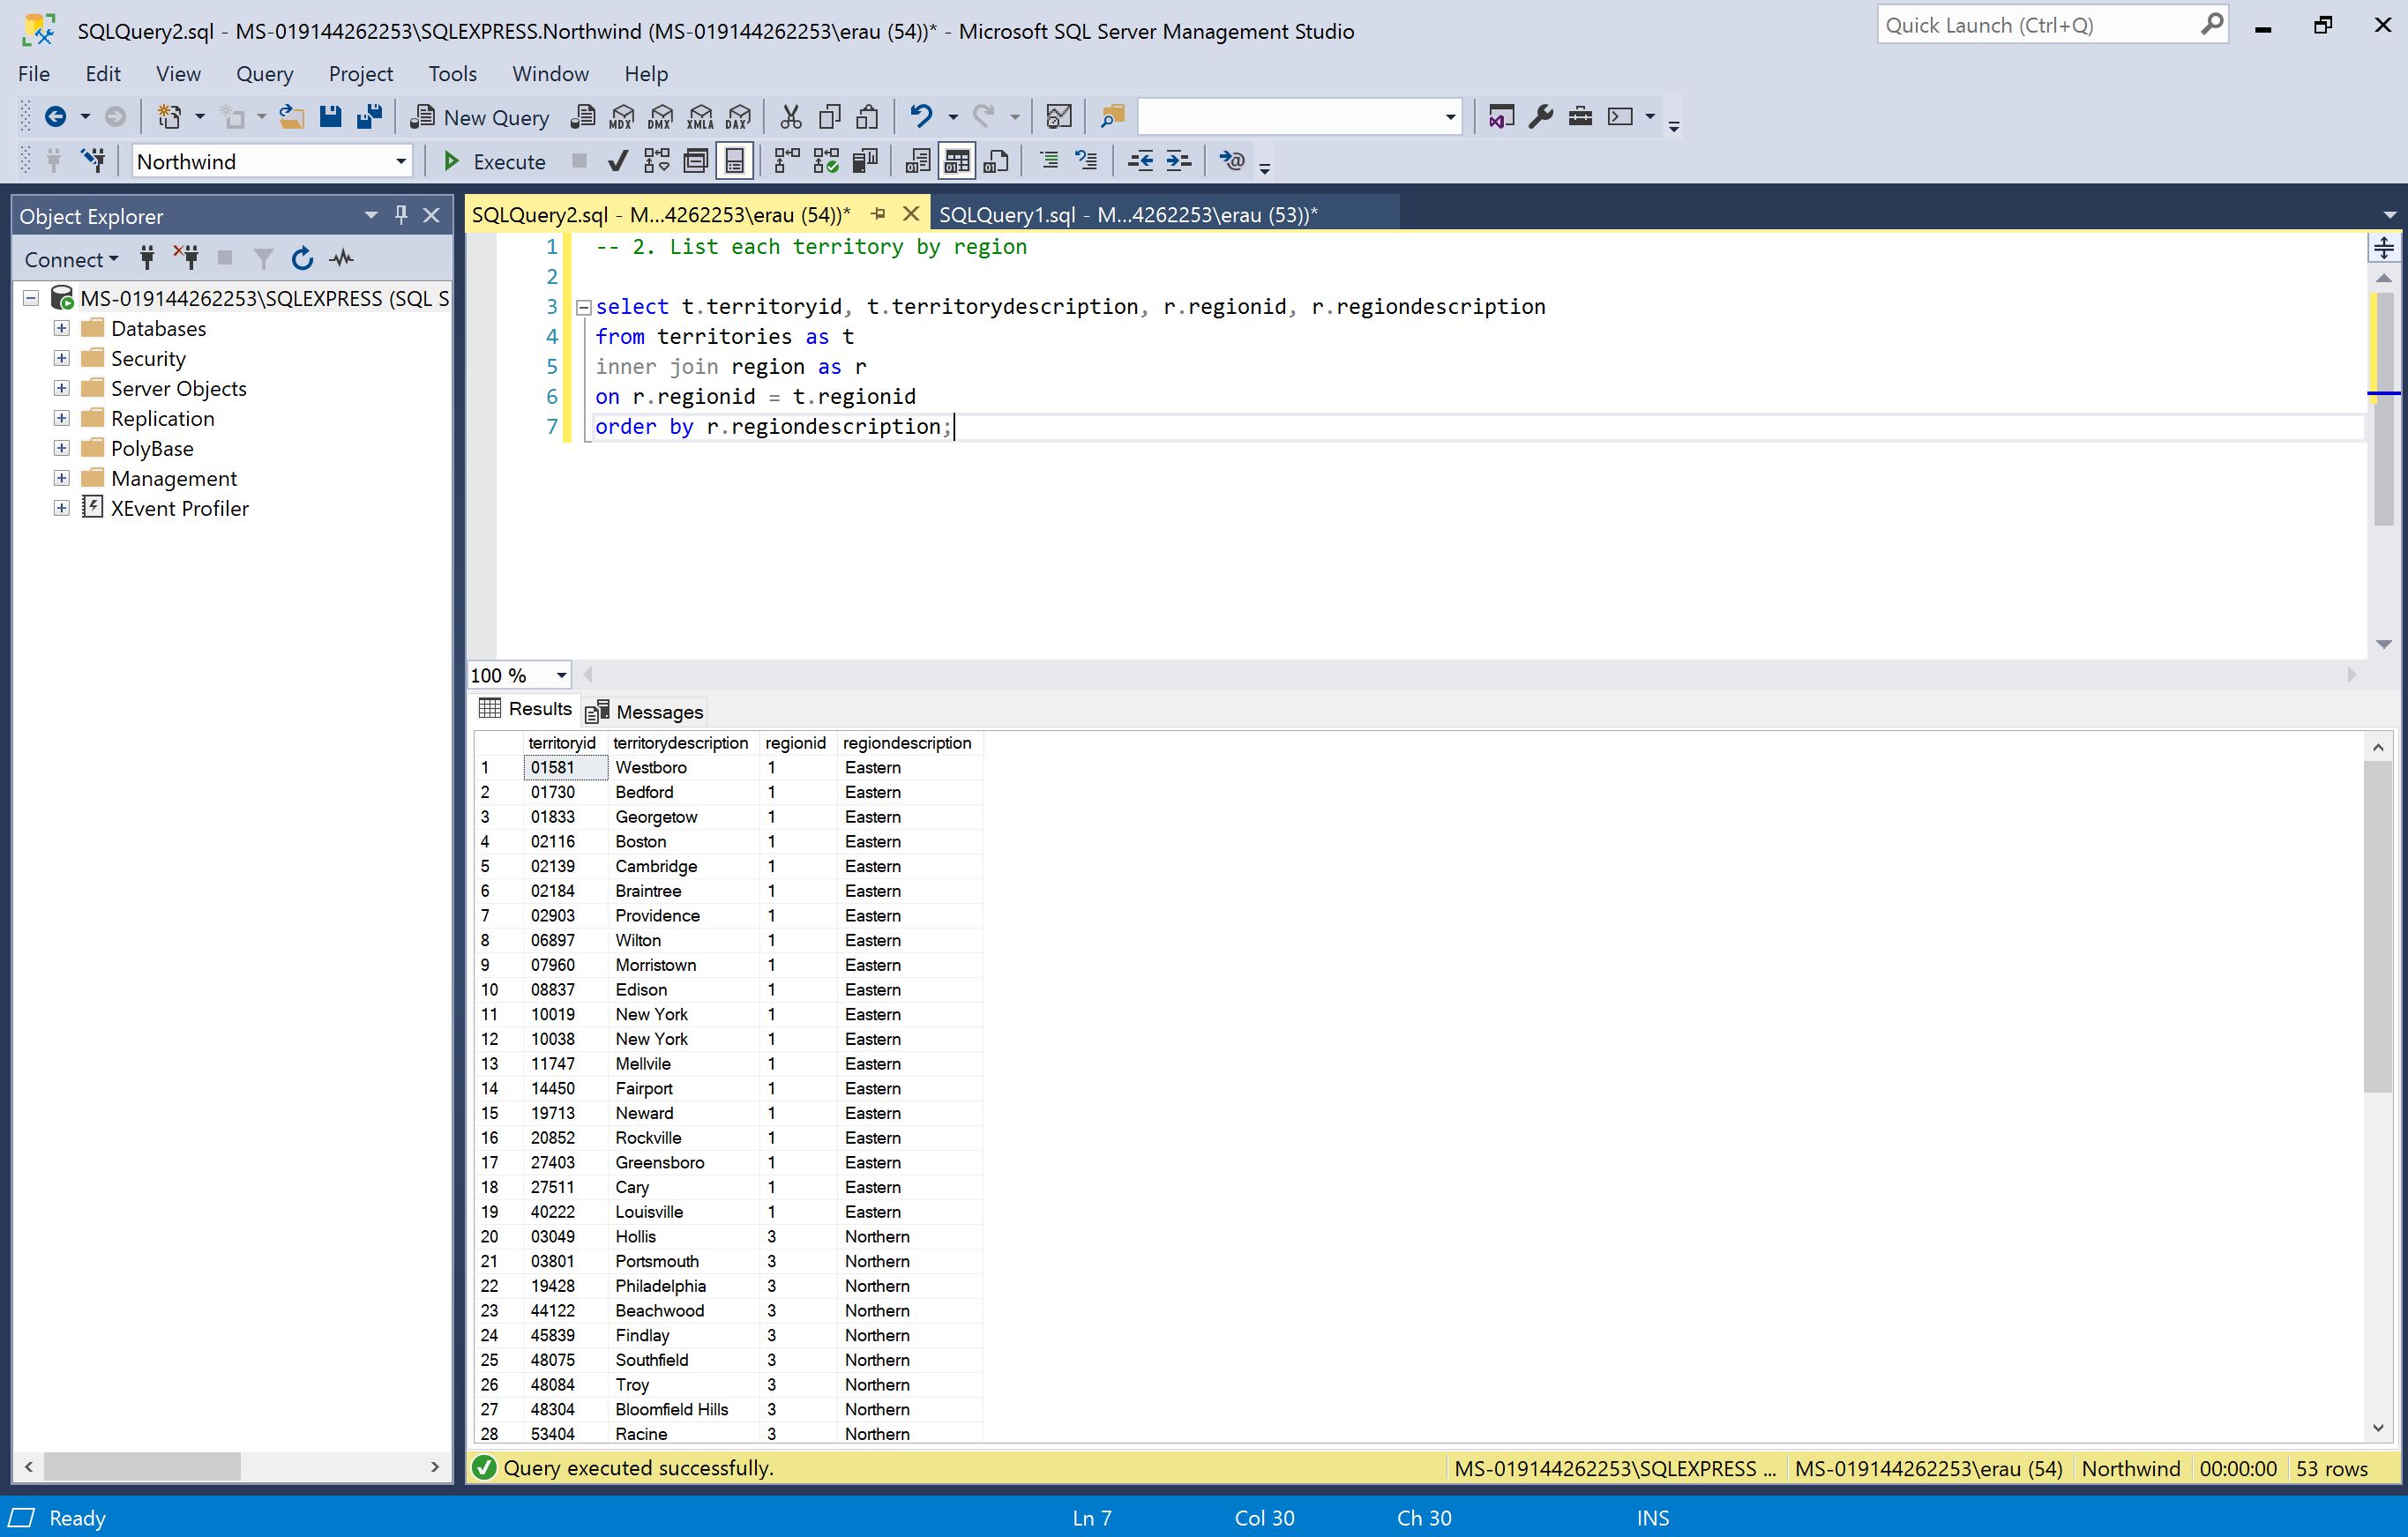 SQLQuery2.sql - MS-019144262253\SQLEXPRESS.Northwind (MS-019144262253\erau (54))* - Microsoft SQL Server Management Studio
Quick Launch (Ctrl+Q)
File Edit View Query Project Tools Window Help
New Query MDX DMX XMLA DAX
Northwind Execute
Object Explorer
Connect
MS-019144262253\SQLEXPRESS (SQL S
Databases
Security
Server Objects
Replication
PolyBase
Management
XEvent Profiler
SQLQuery2.sql - M...4262253\erau (54))* SQLQuery1.sql - M...4262253\erau (53))*
1 -- 2. List each territory by region
2
3 select t.territoryid, t.territorydescription, r.regionid, r.regiondescription
4 from territories as t
5 inner join region as r
6 on r.regionid = t.regionid
7 order by r.regiondescription;
100 %
Results Messages
territoryid territorydescription regionid regiondescription
1 01581 Westboro 1 Eastern
2 01730 Bedford 1 Eastern
3 01833 Georgetow 1 Eastern
4 02116 Boston 1 Eastern
5 02139 Cambridge 1 Eastern
6 02184 Braintree 1 Eastern
7 02903 Providence 1 Eastern
8 06897 Wilton 1 Eastern
9 07960 Morristown 1 Eastern
10 08837 Edison 1 Eastern
11 10019 New York 1 Eastern
12 10038 New York 1 Eastern
13 11747 Mellvile 1 Eastern
14 14450 Fairport 1 Eastern
15 19713 Neward 1 Eastern
16 20852 Rockville 1 Eastern
17 27403 Greensboro 1 Eastern
18 27511 Cary 1 Eastern
19 40222 Louisville 1 Eastern
20 03049 Hollis 3 Northern
21 03801 Portsmouth 3 Northern
22 19428 Philadelphia 3 Northern
23 44122 Beachwood 3 Northern
24 45839 Findlay 3 Northern
25 48075 Southfield 3 Northern
26 48084 Troy 3 Northern
27 48304 Bloomfield Hills 3 Northern
28 53404 Racine 3 Northern
Query executed successfully. MS-019144262253\SQLEXPRESS ... MS-019144262253\erau (54) Northwind 00:00:00 53 rows
Ready Ln 7 Col 30 Ch 30 INS